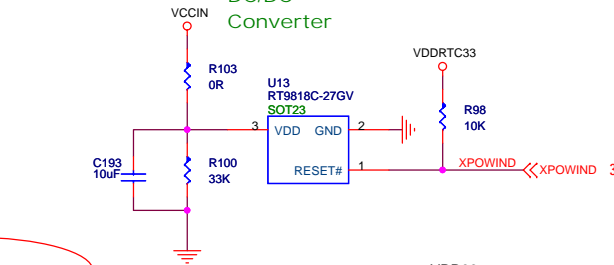 VCCIN
Converter
VDDRTC33
R103
0R
U13
RT9818C-27GV
SOT23
R98
10K
3
VDD
GND
2
C193
10uF
R100
33K
RESET#
1
XPOWIND
XPOWIND